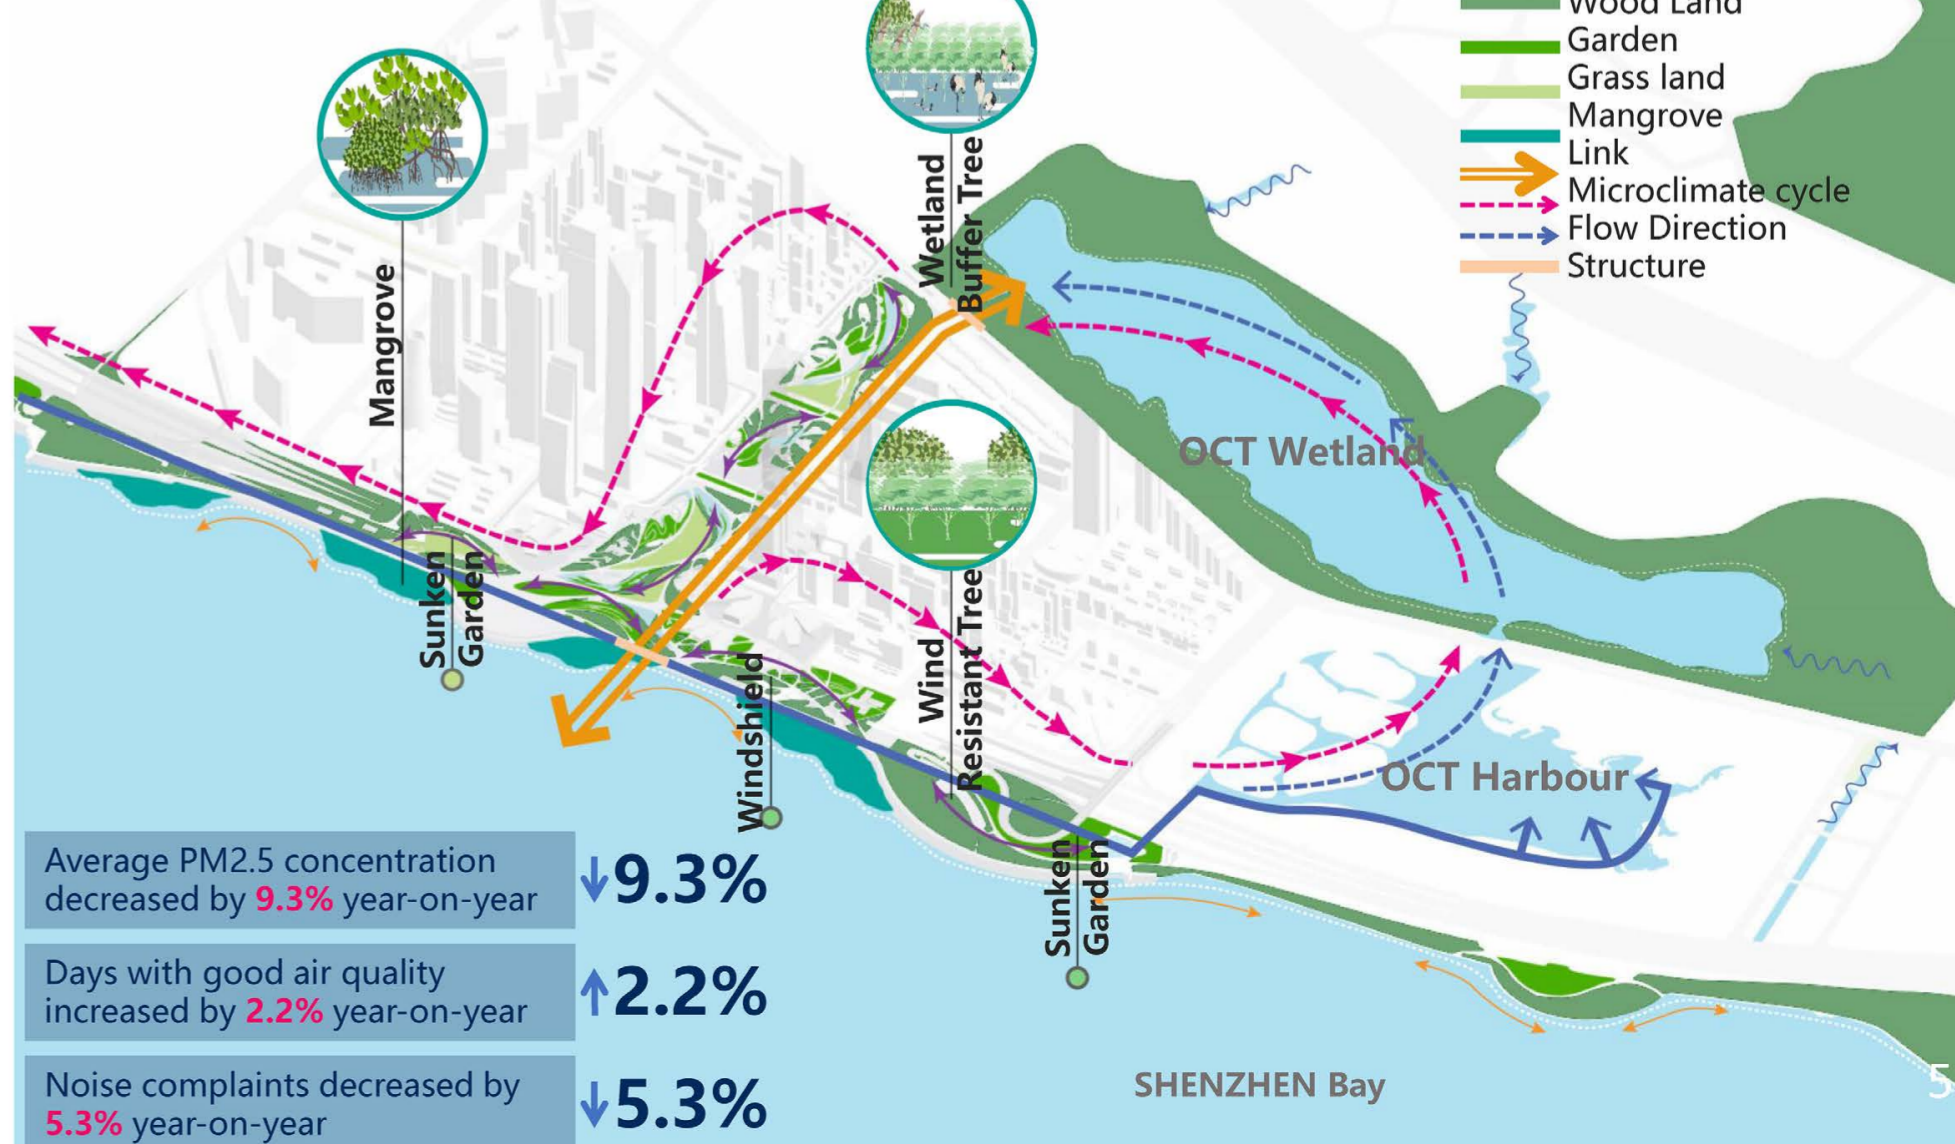 Wood Land
Garden
Grass land
Mangrove
Link
Microclimate cycle
Flow Direction
Structure
Mangrove
Wetland
Buffer Tree
Sunken
Garden
Windshield
Wind
Resistant Tree
Sunken
Garden
OCT Wetland
OCT Harbour
SHENZHEN Bay
Average PM2.5 concentration
decreased by 9.3% year-on-year
↓9.3%
Days with good air quality
increased by 2.2% year-on-year
↑2.2%
Noise complaints decreased by
5.3% year-on-year
↓5.3%
5